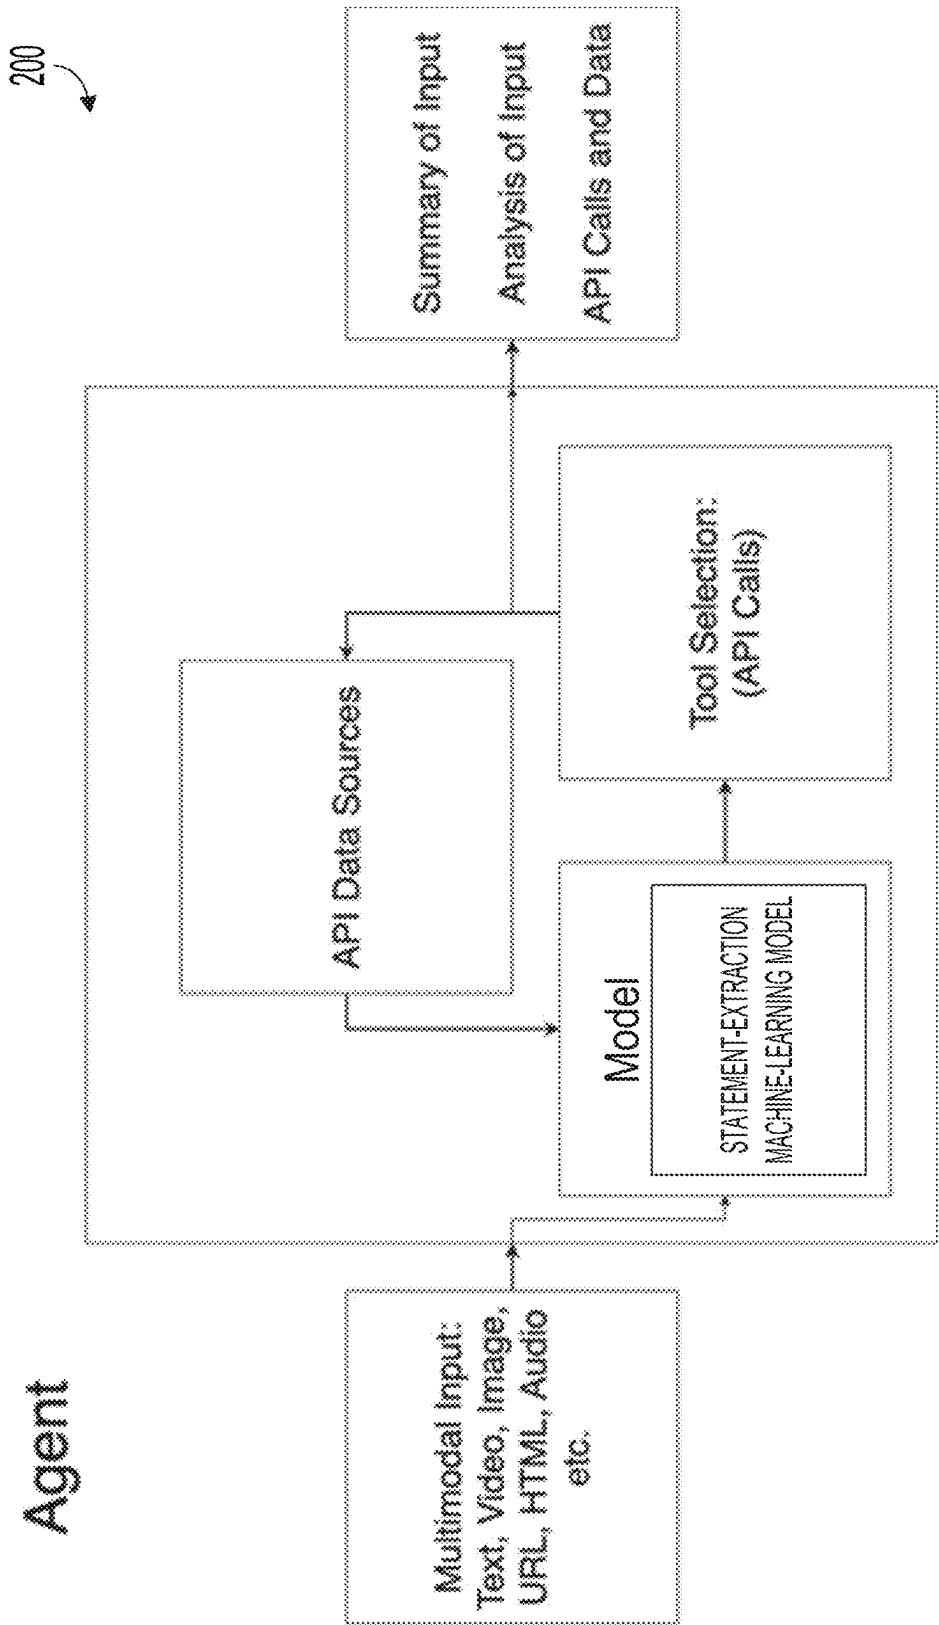 Agent
200
Multimodal Input:
Text, Video, Image,
URL, HTML, Audio
etc.
API Data Sources
Model
STATEMENT-EXTRACTION
MACHINE-LEARNING MODEL
Tool Selection:
(API Calls)
Summary of Input
Analysis of Input
API Calls and Data